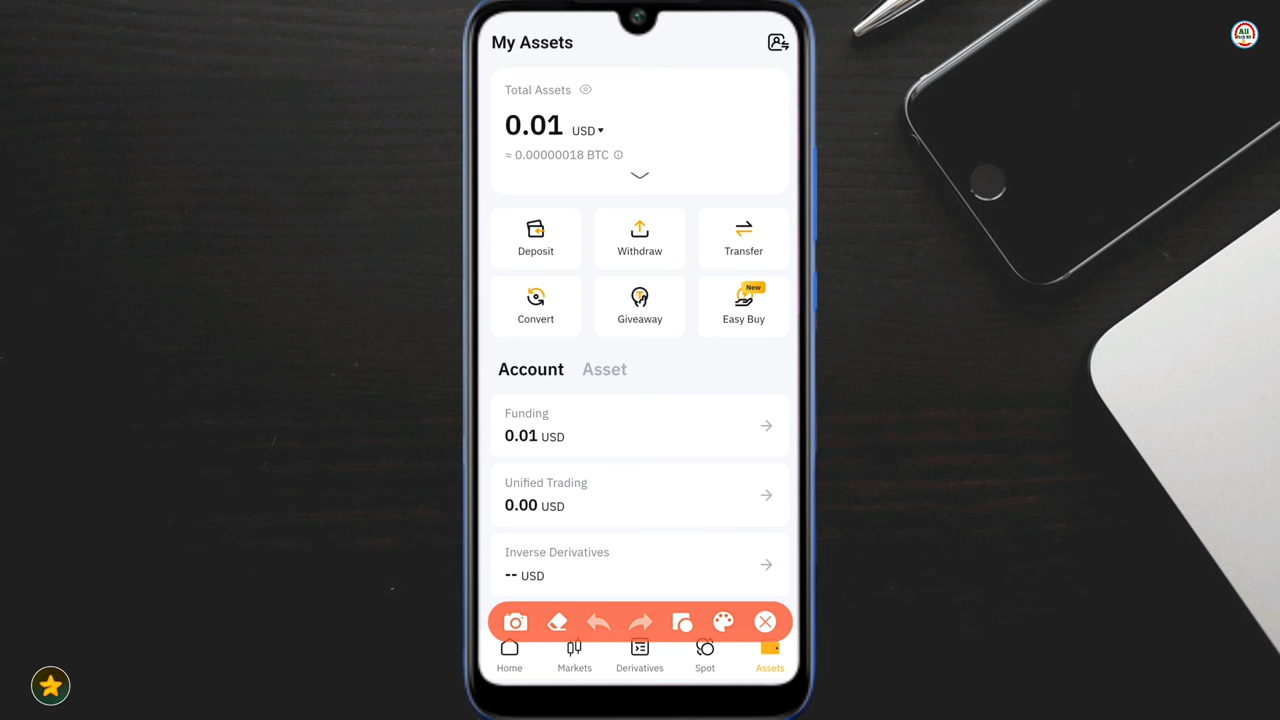 My Assets
Total Assets
0.01 USD
≈ 0.00000018 BTC
Deposit
Withdraw
Transfer
Convert
Giveaway
New
Easy Buy
Account
Asset
Funding
0.01 USD
Unified Trading
0.00 USD
Inverse Derivatives
-- USD
Home
Markets
Derivatives
Spot
Assets
All